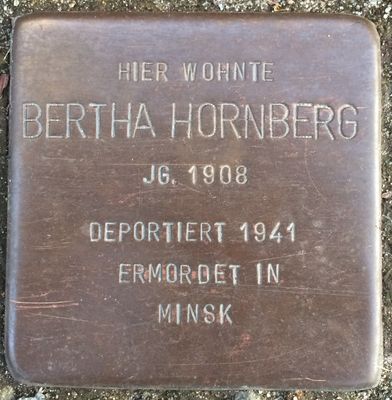 HIER WOHNTE
BERTHA HORNBERG
JG. 1908
DEPORTIERT 1941
ERMORDET IN
MINSK